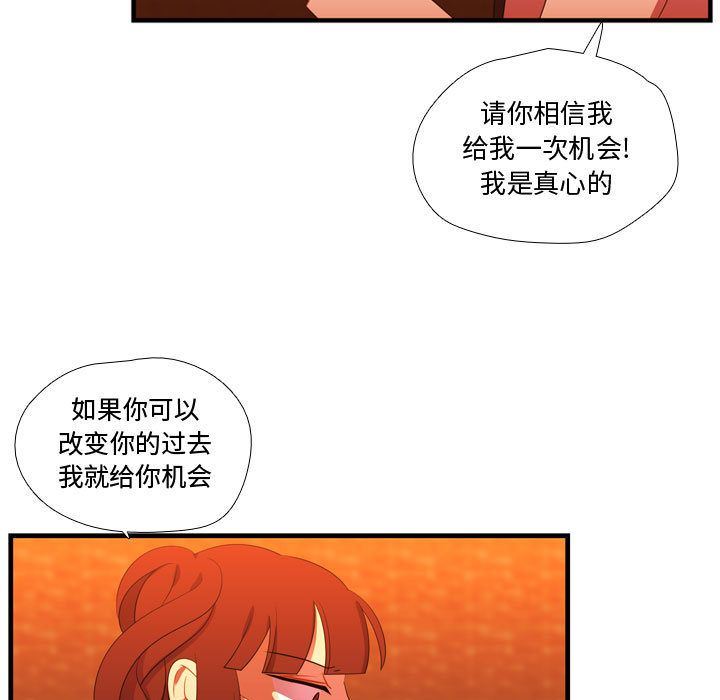 请你相信我
给我一次机会!
我是真心的
如果你可以
改变你的过去
我就给你机会